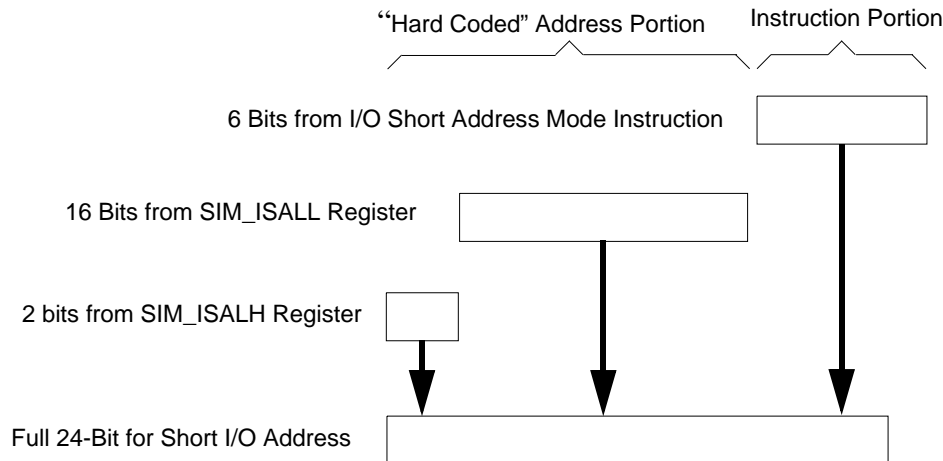 “Hard Coded” Address Portion
Instruction Portion
6 Bits from I/O Short Address Mode Instruction
16 Bits from SIM_ISALL Register
2 bits from SIM_ISALH Register
Full 24-Bit for Short I/O Address